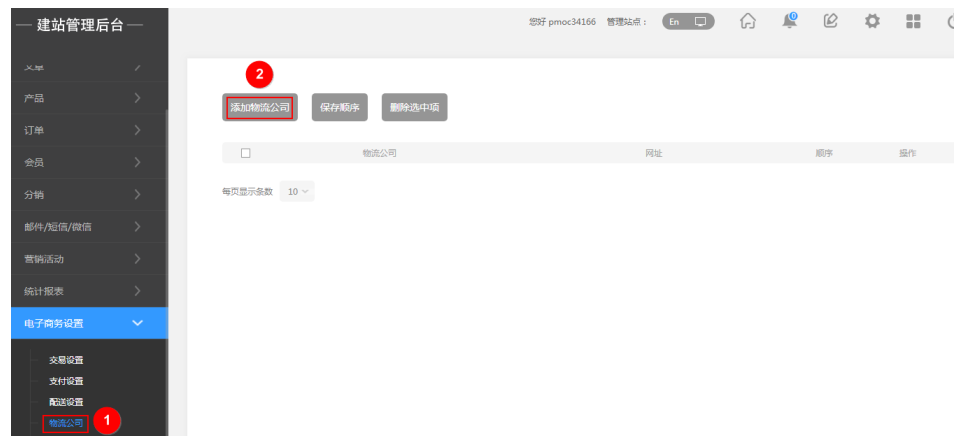 建站管理后台
您好 pmoc34166 管理站点： En
0
文章
产品
订单
会员
分销
邮件/短信/微信
营销活动
统计报表
电子商务设置
交易设置
支付设置
配送设置
物流公司
1
2
添加物流公司 保存顺序 删除选中项
物流公司 网址 顺序 操作
每页显示条数 10